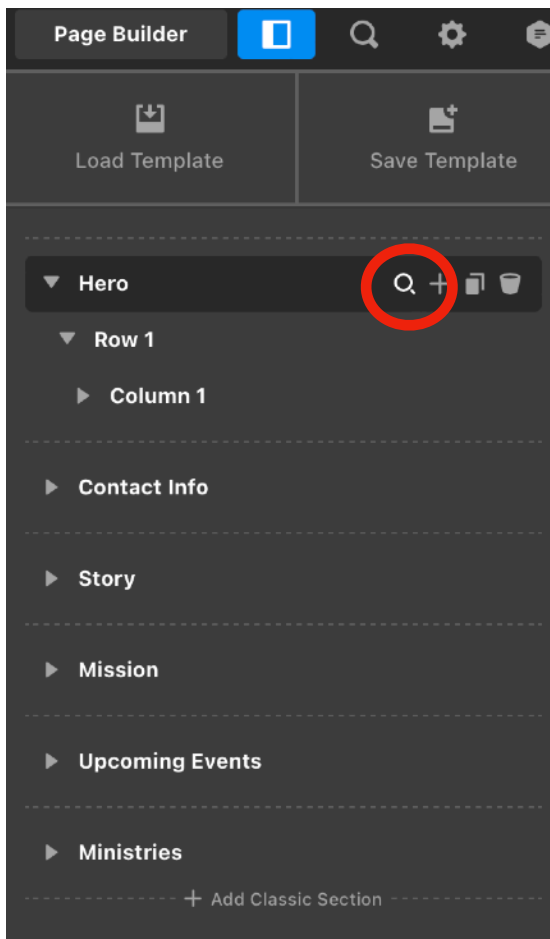 Page Builder
Load Template
Save Template
Hero
Row 1
Column 1
Contact Info
Story
Mission
Upcoming Events
Ministries
Add Classic Section